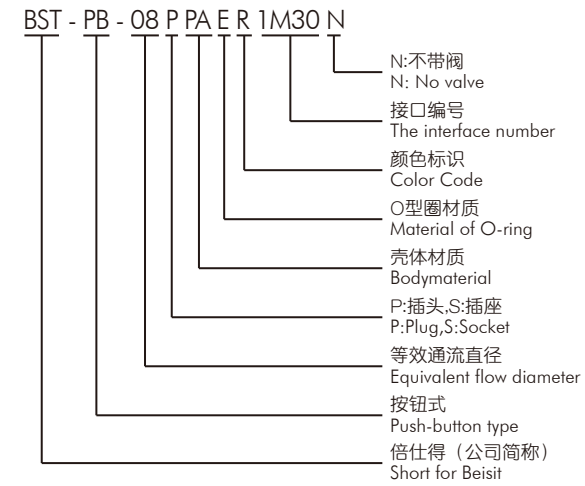 BST - PB - 08 P PA E R 1M30 N
N:不带阀
N: No valve
接口编号
The interface number
颜色标识
Color Code
O型圈材质
Material of O-ring
壳体材质
Bodymaterial
P:插头,S:插座
P:Plug,S:Socket
等效通流直径
Equivalent flow diameter
按钮式
Push-button type
倍仕得（公司简称）
Short for Beisit